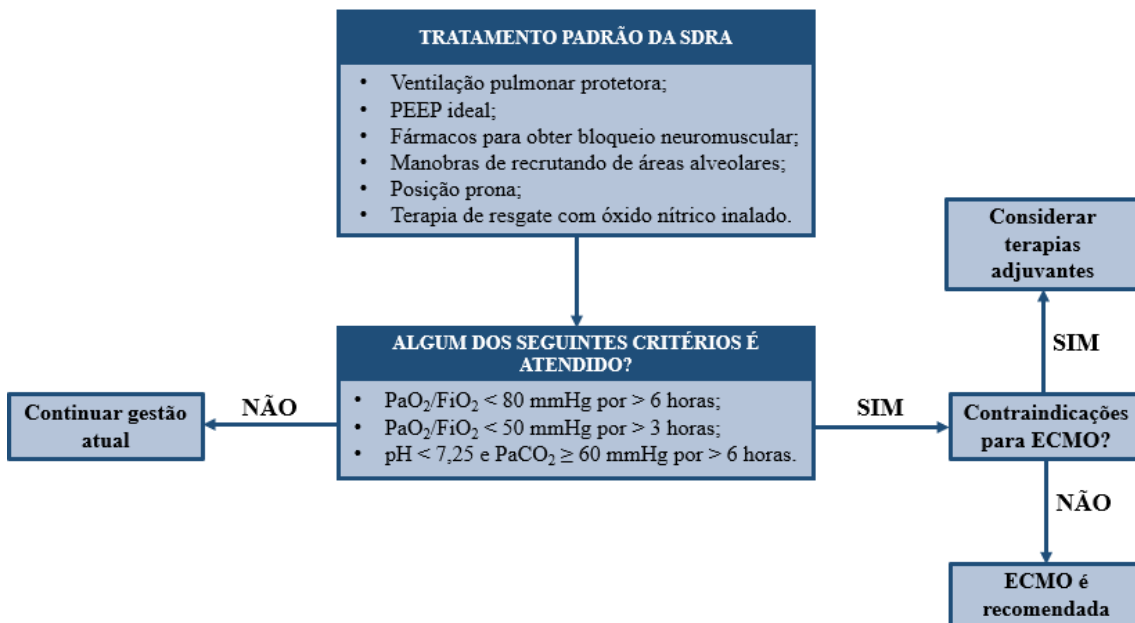 TRATAMENTO PADRÃO DA SDRA
• Ventilação pulmonar protetora;
• PEEP ideal;
• Fármacos para obter bloqueio neuromuscular;
• Manobras de recrutando de áreas alveolares;
• Posição prona;
• Terapia de resgate com óxido nítrico inalado.
ALGUM DOS SEGUINTES CRITÉRIOS É
ATENDIDO?
• PaO₂/FiO₂ < 80 mmHg por > 6 horas;
• PaO₂/FiO₂ < 50 mmHg por > 3 horas;
• pH < 7,25 e PaCO₂ ≥ 60 mmHg por > 6 horas.
NÃO
Continuar gestão
atual
SIM
Contraindicações
para ECMO?
SIM
Considerar
terapias
adjuvantes
NÃO
ECMO é
recomendada